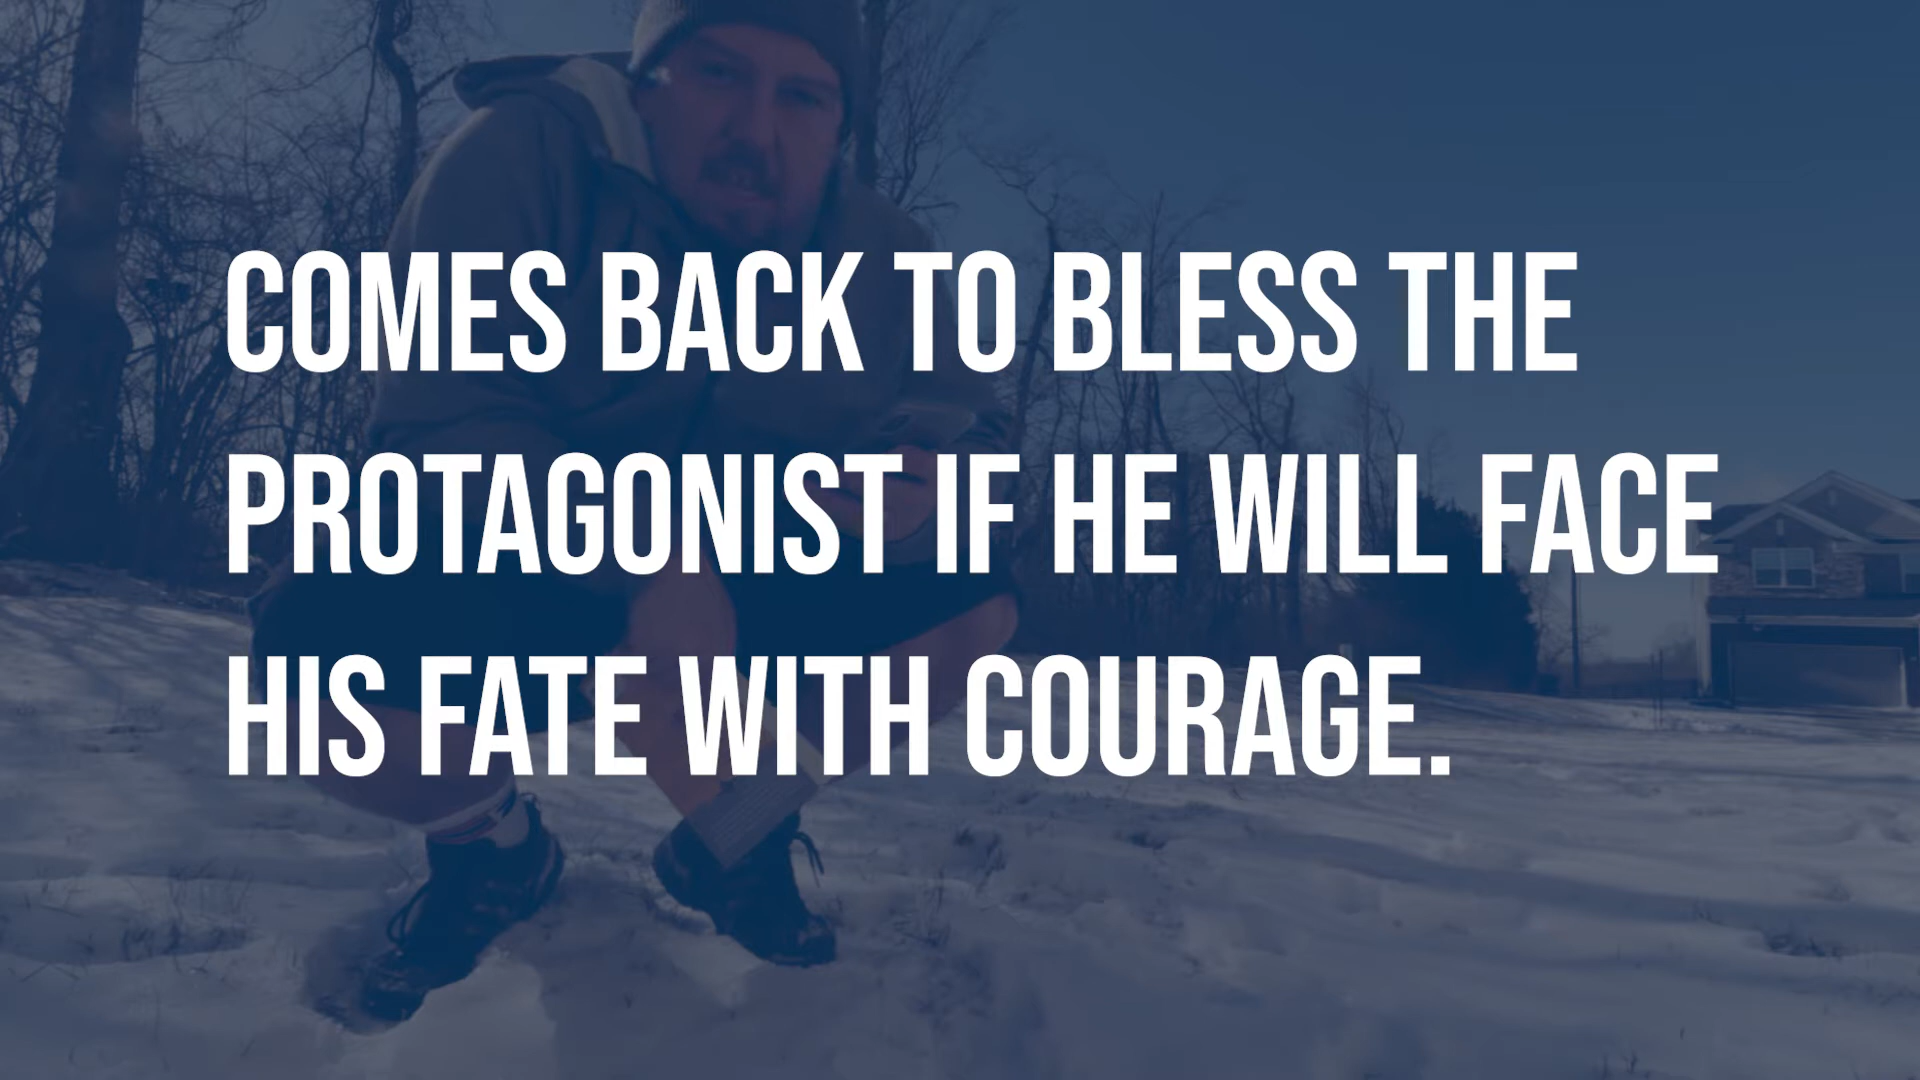 COMES BACK TO BLESS THE
PROTAGONIST IF HE WILL FACE
HIS FATE WITH COURAGE.